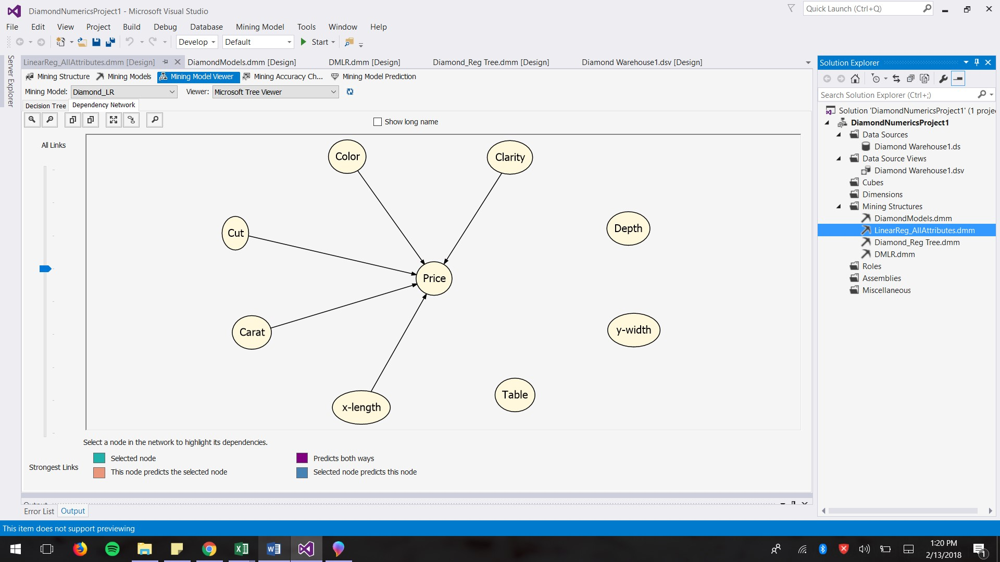 DiamondNumericsProject1 - Microsoft Visual Studio
Quick Launch (Ctrl+Q)
File Edit View Project Build Debug Database Mining Model Tools Window Help
Develop Default Start
Server Explorer
LinearReg_AllAttributes.dmm [Design] DiamondModels.dmm [Design] DMLR.dmm [Design] Diamond_Reg Tree.dmm [Design] Diamond Warehouse1.dsv [Design]
Mining Structure Mining Models Mining Model Viewer Mining Accuracy Ch... Mining Model Prediction
Mining Model: Diamond_LR Viewer: Microsoft Tree Viewer
Decision Tree Dependency Network
Show long name
All Links
Color
Clarity
Cut
Depth
Price
Carat
y-width
x-length
Table
Select a node in the network to highlight its dependencies.
Strongest Links
Selected node
Predicts both ways
This node predicts the selected node
Selected node predicts this node
Output
Error List Output
Solution Explorer
Search Solution Explorer (Ctrl+;)
Solution 'DiamondNumericsProject1' (1 proje
DiamondNumericsProject1
Data Sources
Diamond Warehouse1.ds
Data Source Views
Diamond Warehouse1.dsv
Cubes
Dimensions
Mining Structures
DiamondModels.dmm
LinearReg_AllAttributes.dmm
Diamond_Reg Tree.dmm
DMLR.dmm
Roles
Assemblies
Miscellaneous
This item does not support previewing
1:20 PM
2/13/2018
1